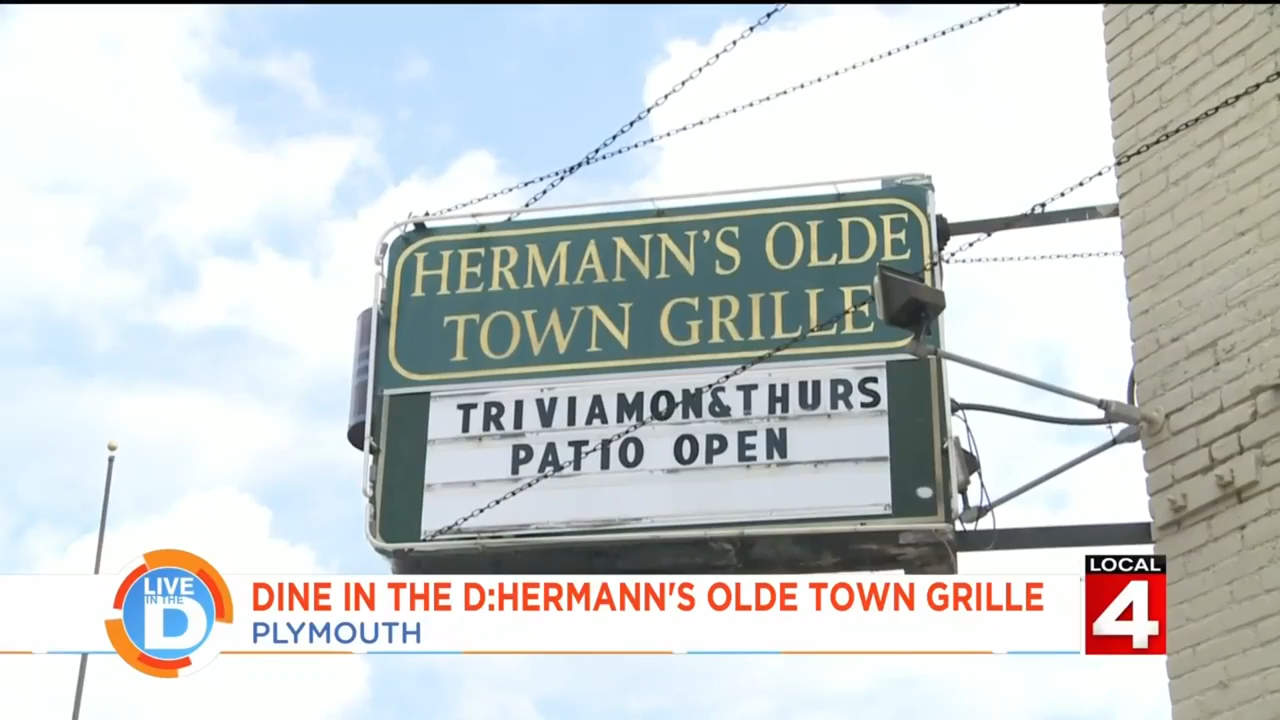 HERMANN'S OLDE
TOWN GRILLE
TRIVIAMON&THURS
PATIO OPEN
LIVE
IN THE
D
DINE IN THE D:HERMANN'S OLDE TOWN GRILLE
PLYMOUTH
LOCAL
4